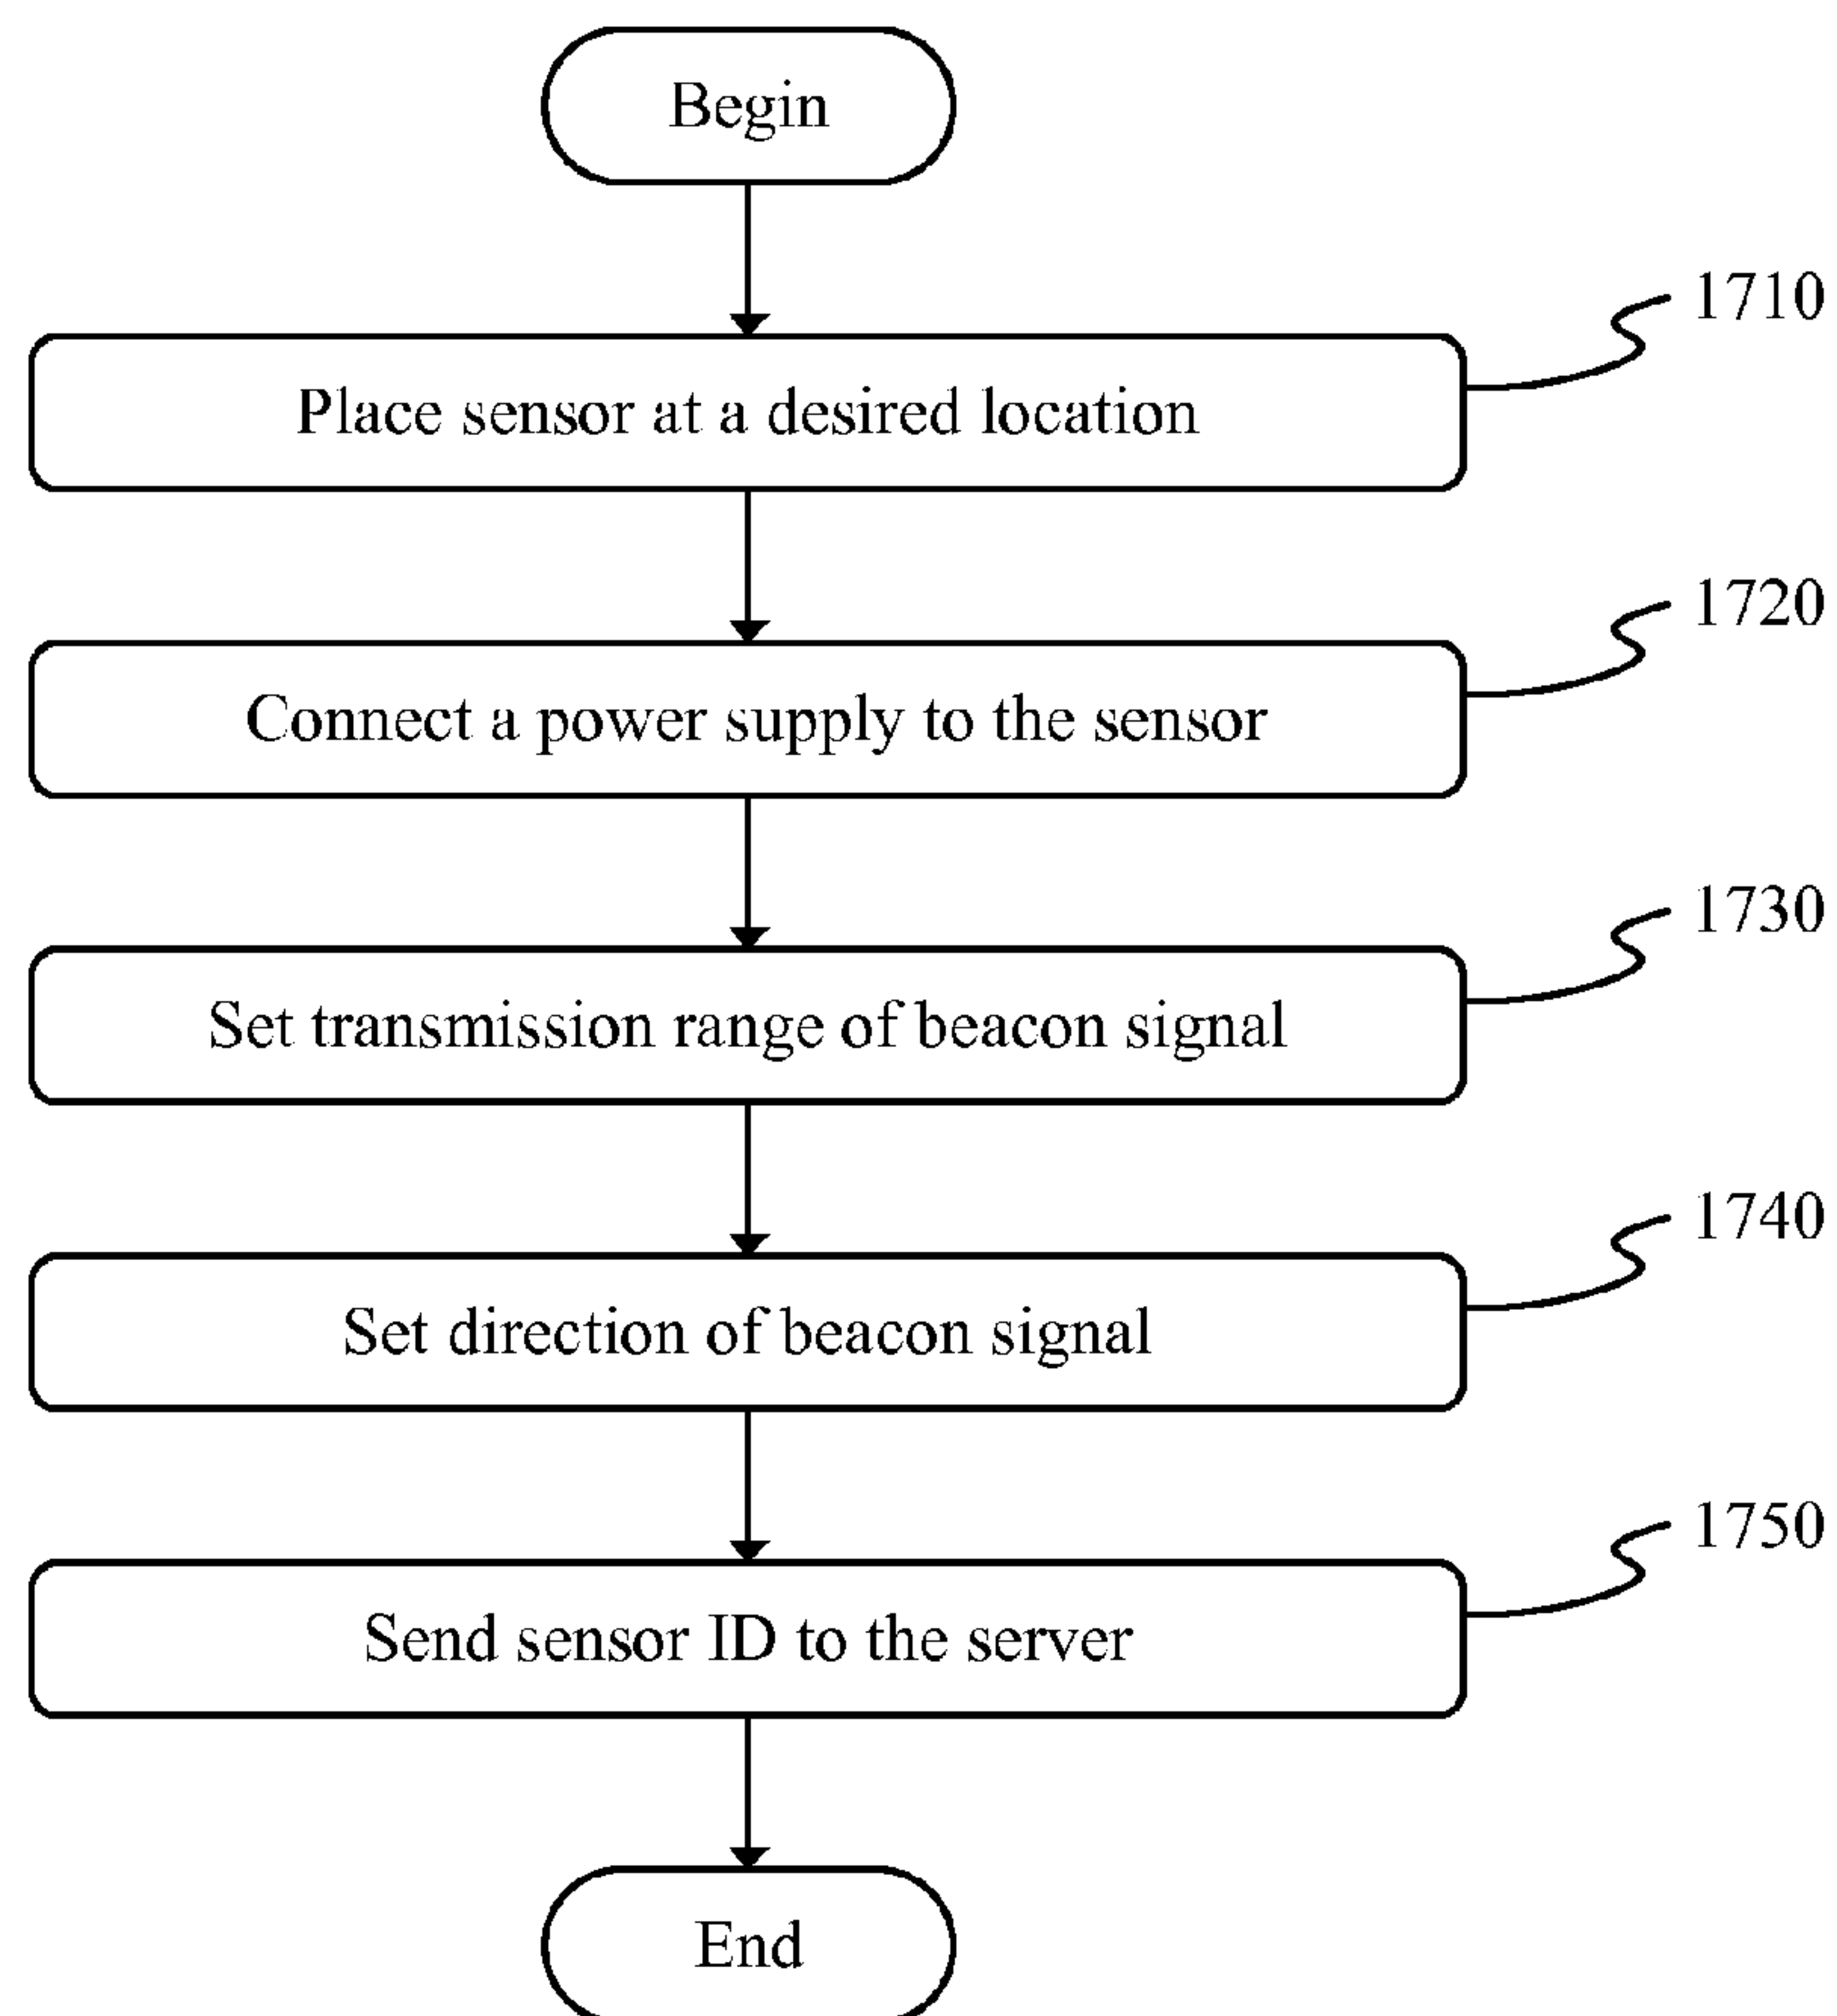 Begin
1710
Place sensor at a desired location
1720
Connect a power supply to the sensor
1730
Set transmission range of beacon signal
1740
Set direction of beacon signal
1750
Send sensor ID to the server
End